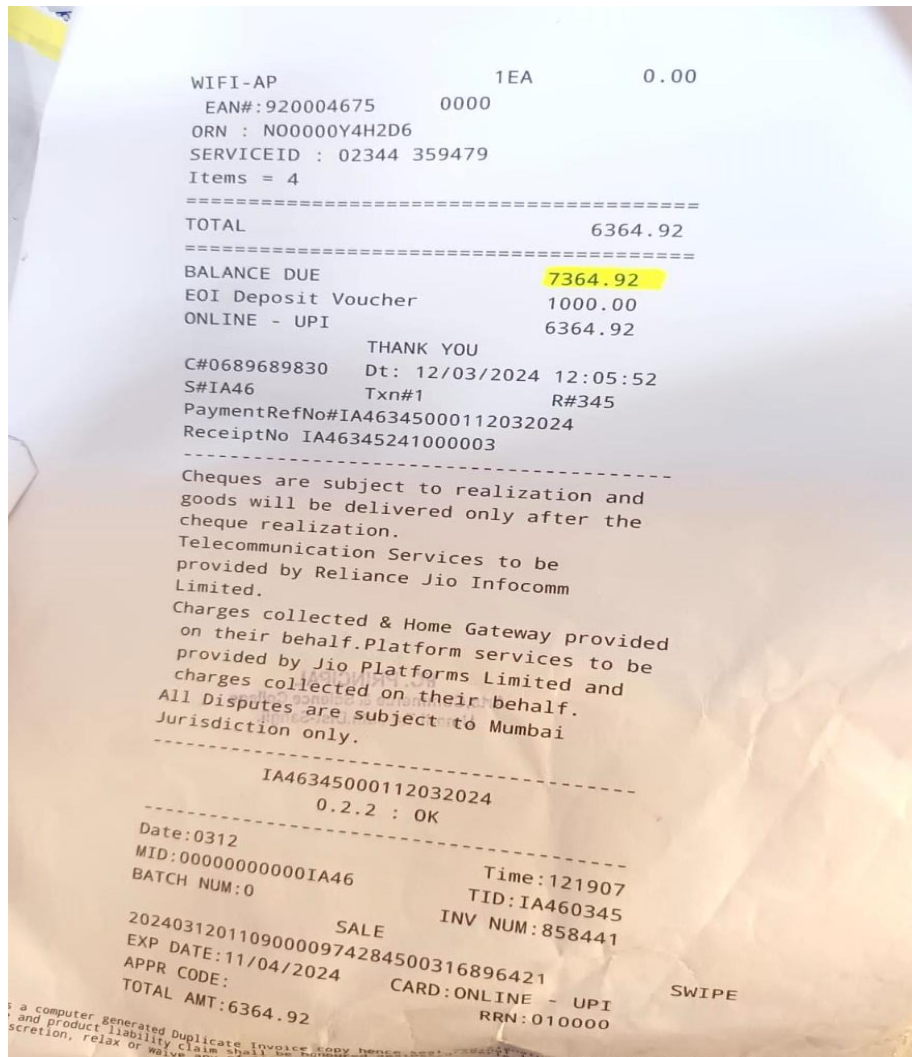 WIFI-AP 1EA 0.00
EAN#:920004675 0000
ORN : NO0000Y4H2D6
SERVICEID : 02344 359479
Items = 4
=========================================
TOTAL 6364.92
=========================================
BALANCE DUE 7364.92
EOI Deposit Voucher 1000.00
ONLINE - UPI 6364.92
THANK YOU
C#0689689830 Dt: 12/03/2024 12:05:52
S#IA46 Txn#1 R#345
PaymentRefNo#IA46345000112032024
ReceiptNo IA46345241000003
----------------------------------------
Cheques are subject to realization and
goods will be delivered only after the
cheque realization.
Telecommunication Services to be
provided by Reliance Jio Infocomm
Limited.
Charges collected & Home Gateway provided
on their behalf.Platform services to be
provided by Jio Platforms Limited and
charges collected on their behalf.
All Disputes are subject to Mumbai
Jurisdiction only.
----------------------------------------
IA46345000112032024
0.2.2 : OK
----------------------------------------
Date:0312 Time:121907
MID:00000000000IA46 TID:IA460345
BATCH NUM:0 INV NUM:858441
SALE
20240312011090000974284500316896421 SWIPE
EXP DATE:11/04/2024 CARD:ONLINE - UPI
APPR CODE: RRN:010000
TOTAL AMT:6364.92
a computer generated Duplicate Invoice copy hence
and product liability claim shall be
relax or waive